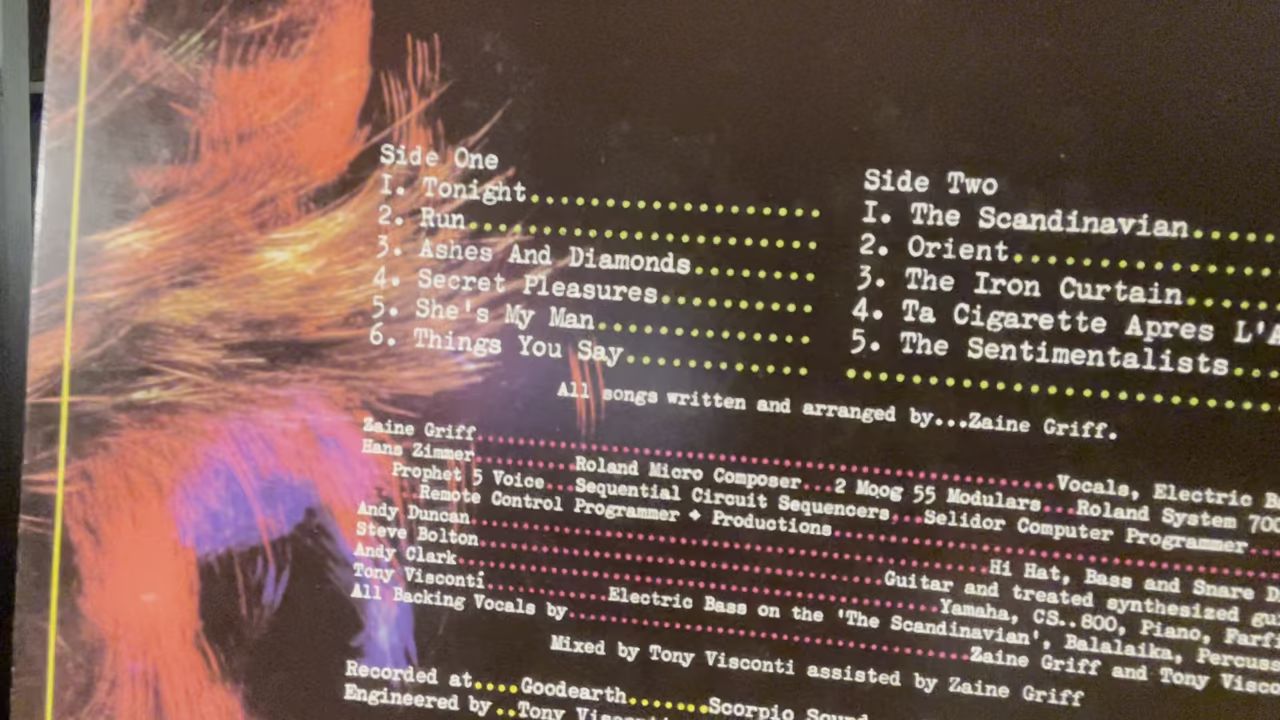 Side One
I. Tonight....................
2. Run............................
3. Ashes And Diamonds..........
4. Secret Pleasures............
5. She's My Man.................
6. Things You Say...............
Side Two
I. The Scandinavian.......
2. Orient.....................
3. The Iron Curtain.......
4. Ta Cigarette Apres
5. The Sentimentalists....
..................................
All songs written and arranged by...Zaine Griff.
Zaine Griff..................................................Vocals, Electric
Hans Zimmer..........Roland Micro Composer...2 Moog 55 Modulars...Roland System
Prophet 5 Voice...Sequential Circuit Sequencers...Selidor Computer Programmer...
..Remote Control Programmer + Productions.............................
Andy Duncan..................................................Hi Hat, Bass and Snare
Steve Bolton........................................Guitar and treated synthesized
Andy Clark..................................................Yamaha, CS..800, Piano,
Tony Visconti............Electric Bass on the 'The Scandinavian', Balalaika,
All Backing Vocals by........................................Zaine Griff and Tony
Mixed by Tony Visconti assisted by Zaine Griff
Recorded at....Goodearth.......Scorpio Sound
Engineered by..Tony